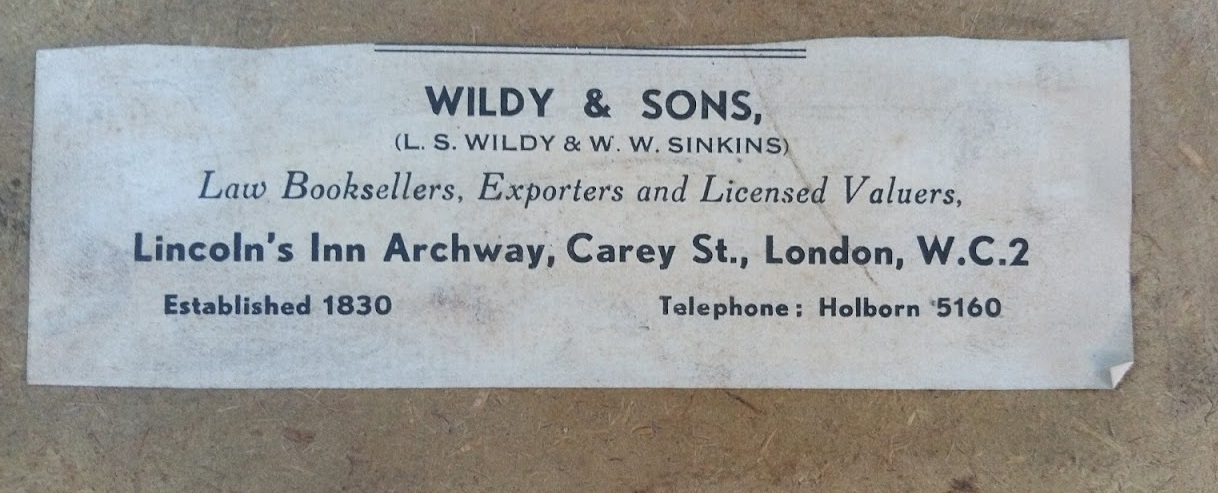 WILDY & SONS,
(L. S. WILDY & W. W. SINKINS)
Law Booksellers, Exporters and Licensed Valuers,
Lincoln's Inn Archway, Carey St., London, W.C.2
Established 1830 Telephone: Holborn 5160